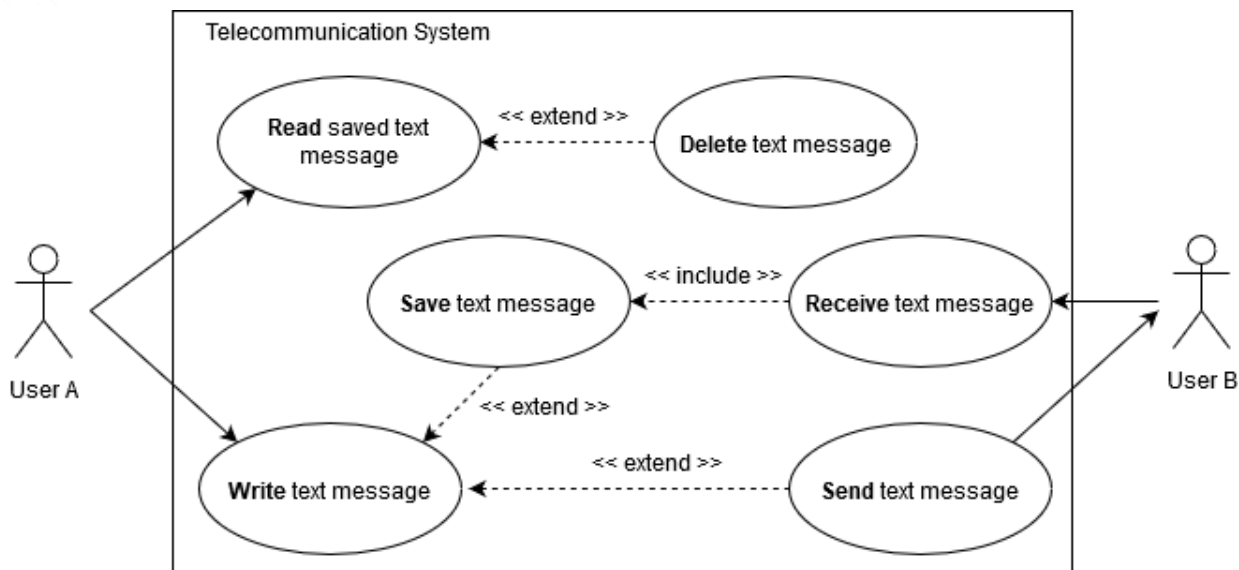 Telecommunication System
Read saved text
message
<< extend >>
Delete text message
Save text message
<< include >>
Receive text message
User A
User B
<< extend >>
Write text message
<< extend >>
Send text message